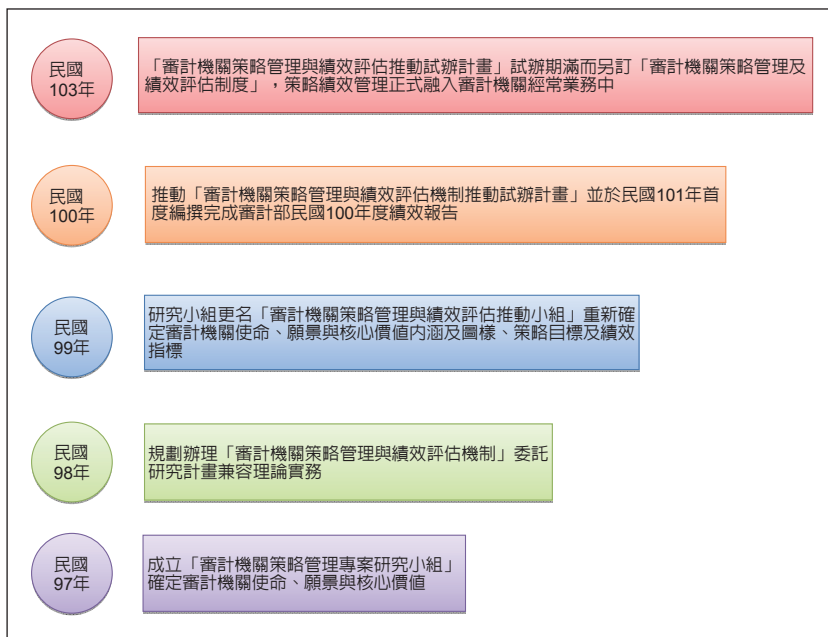 民國
103年
「審計機關策略管理與績效評估推動試辦計畫」試辦期滿而另訂「審計機關策略管理及
績效評估制度」，策略績效管理正式融入審計機關經常業務中
民國
100年
推動「審計機關策略管理與績效評估機制推動試辦計畫」並於民國101年首
度編撰完成審計部民國100年度績效報告
民國
99年
研究小組更名「審計機關策略管理與績效評估推動小組」重新確
定審計機關使命、願景與核心價值內涵及圖樣、策略目標及績效
指標
民國
98年
規劃辦理「審計機關策略管理與績效評估機制」委託
研究計畫兼容理論實務
民國
97年
成立「審計機關策略管理專案研究小組」
確定審計機關使命、願景與核心價值